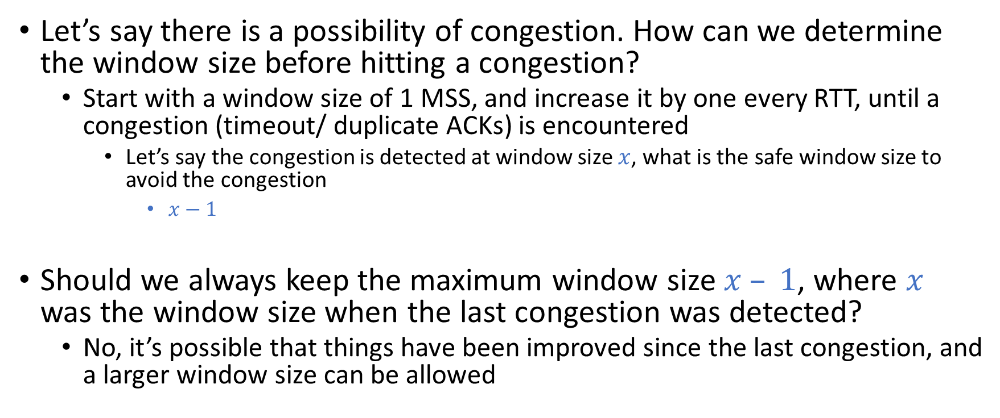 • Let’s say there is a possibility of congestion. How can we determine
the window size before hitting a congestion?
• Start with a window size of 1 MSS, and increase it by one every RTT, until a
congestion (timeout/ duplicate ACKs) is encountered
• Let’s say the congestion is detected at window size x, what is the safe window size to
avoid the congestion
• x − 1
• Should we always keep the maximum window size x − 1, where x
was the window size when the last congestion was detected?
• No, it’s possible that things have been improved since the last congestion, and
a larger window size can be allowed